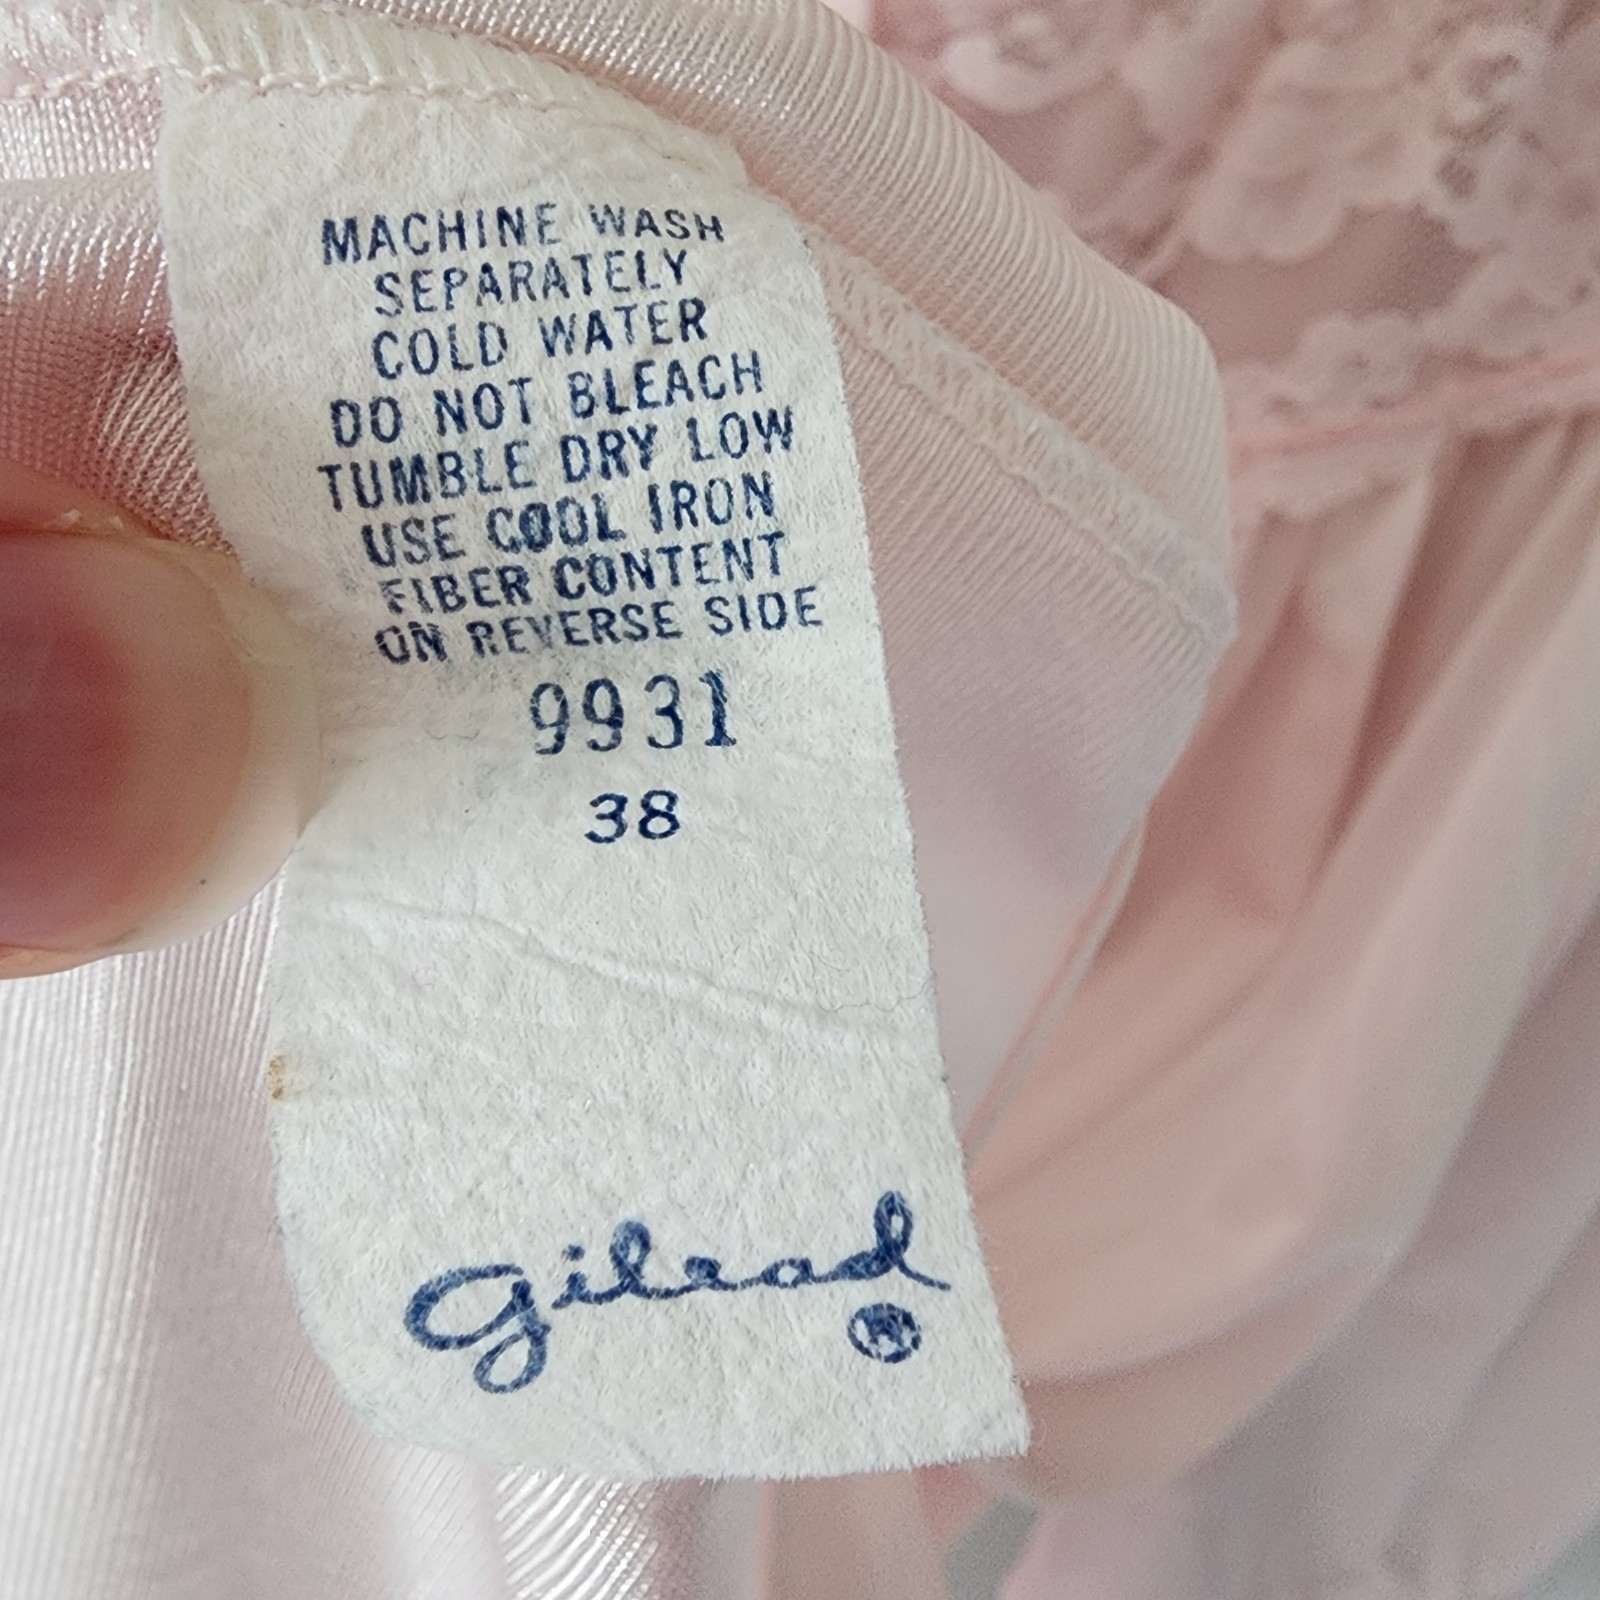 MACHINE WASH
SEPARATELY
COLD WATER
DO NOT BLEACH
TUMBLE DRY LOW
USE COOL IRON
FIBER CONTENT
ON REVERSE SIDE
9931
38
gilead
®